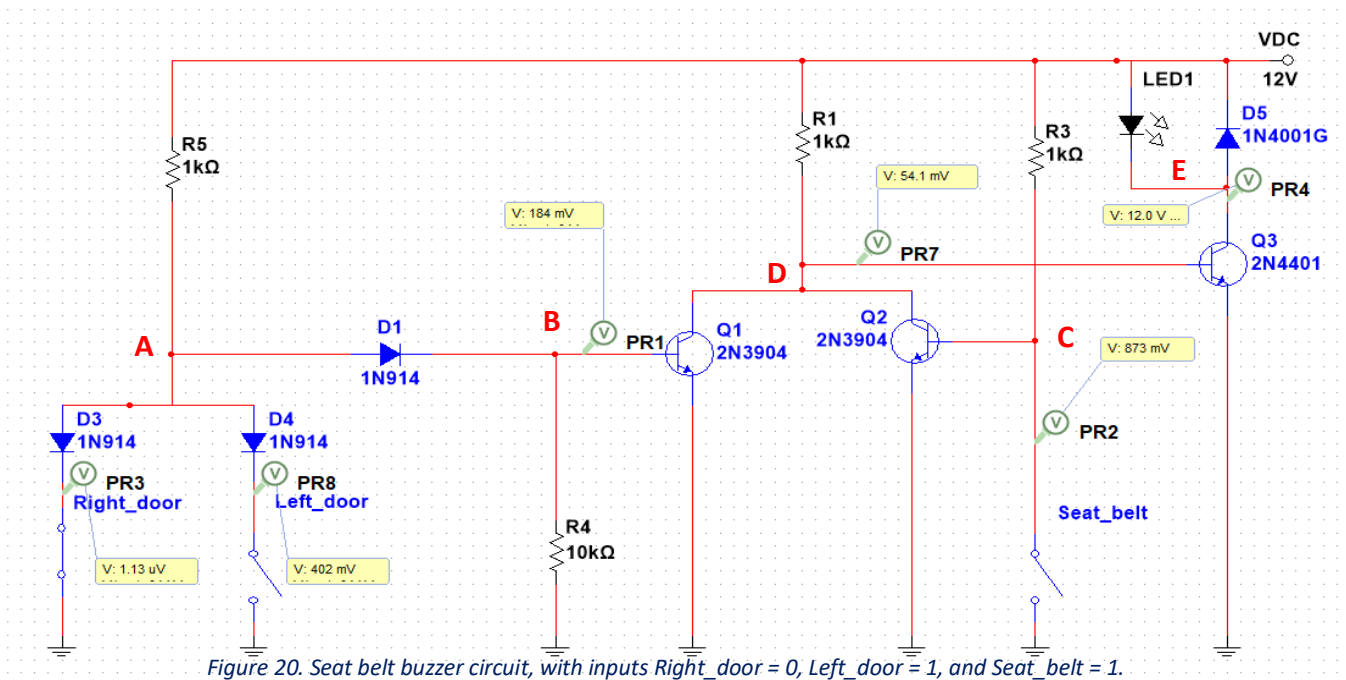 VDC
12V
LED1
D5
1N4001G
R5
1kΩ
R1
1kΩ
R3
1kΩ
E
PR4
V: 54.1 mV
V: 184 mV
V: 12.0 V ...
PR7
Q3
2N4401
D
B
A
D1
1N914
PR1
Q1
2N3904
Q2
2N3904
C
V: 873 mV
D3
1N914
D4
1N914
PR2
PR3
Right_door
PR8
Left_door
Seat_belt
R4
10kΩ
V: 1.13 uV
V: 402 mV
Figure 20. Seat belt buzzer circuit, with inputs Right_door = 0, Left_door = 1, and Seat_belt = 1.